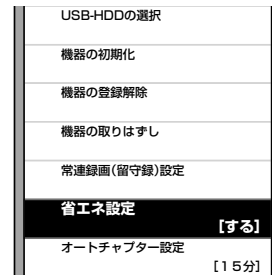 USB-HDDの選択
機器の初期化
機器の登録解除
機器の取りはずし
常連録画(留守録)設定
省エネ設定
[する]
オートチャプター設定
[15分]